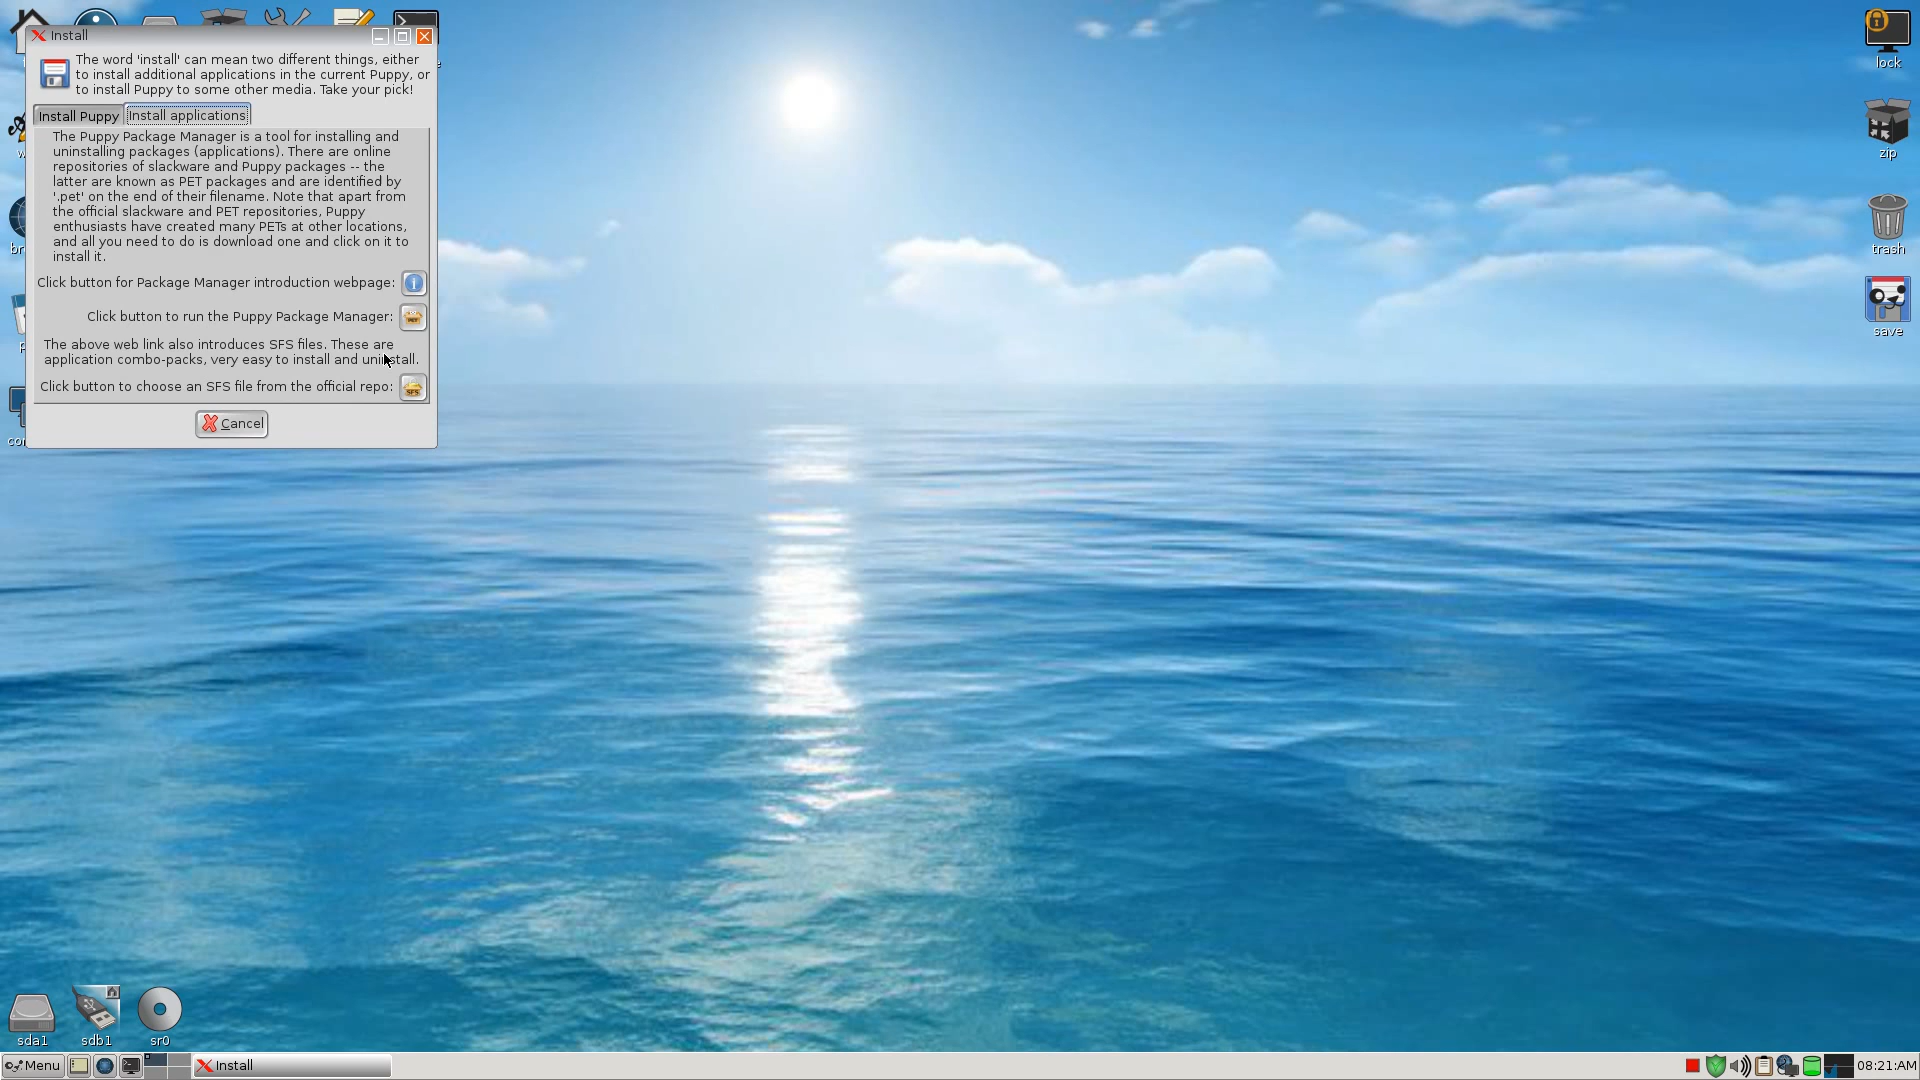 Install
The word 'install' can mean two different things, either
to install additional applications in the current Puppy, or
to install Puppy to some other media. Take your pick!
Install Puppy
Install applications
The Puppy Package Manager is a tool for installing and
uninstalling packages (applications). There are online
repositories of slackware and Puppy packages -- the
latter are known as PET packages and are identified by
'.pet' on the end of their filename. Note that apart from
the official slackware and PET repositories, Puppy
enthusiasts have created many PETs at other locations,
and all you need to do is download one and click on it to
install it.
Click button for Package Manager introduction webpage:
Click button to run the Puppy Package Manager:
PET
The above web link also introduces SFS files. These are
application combo-packs, very easy to install and uninstall.
Click button to choose an SFS file from the official repo:
SFS
Cancel
lock
zip
trash
save
sda1
sdb1
sr0
Menu
Install
08:21:AM